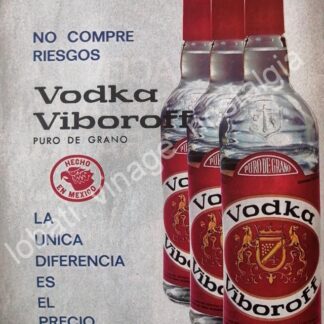 NO COMPRE
RIESGOS
Vodka
Viboroff
PURO DE GRANO
HECHO
EN MEXICO
LA
UNICA
DIFERENCIA
ES
EL
PRECIO
PURO DE GRANO
Vodka
Viboroff